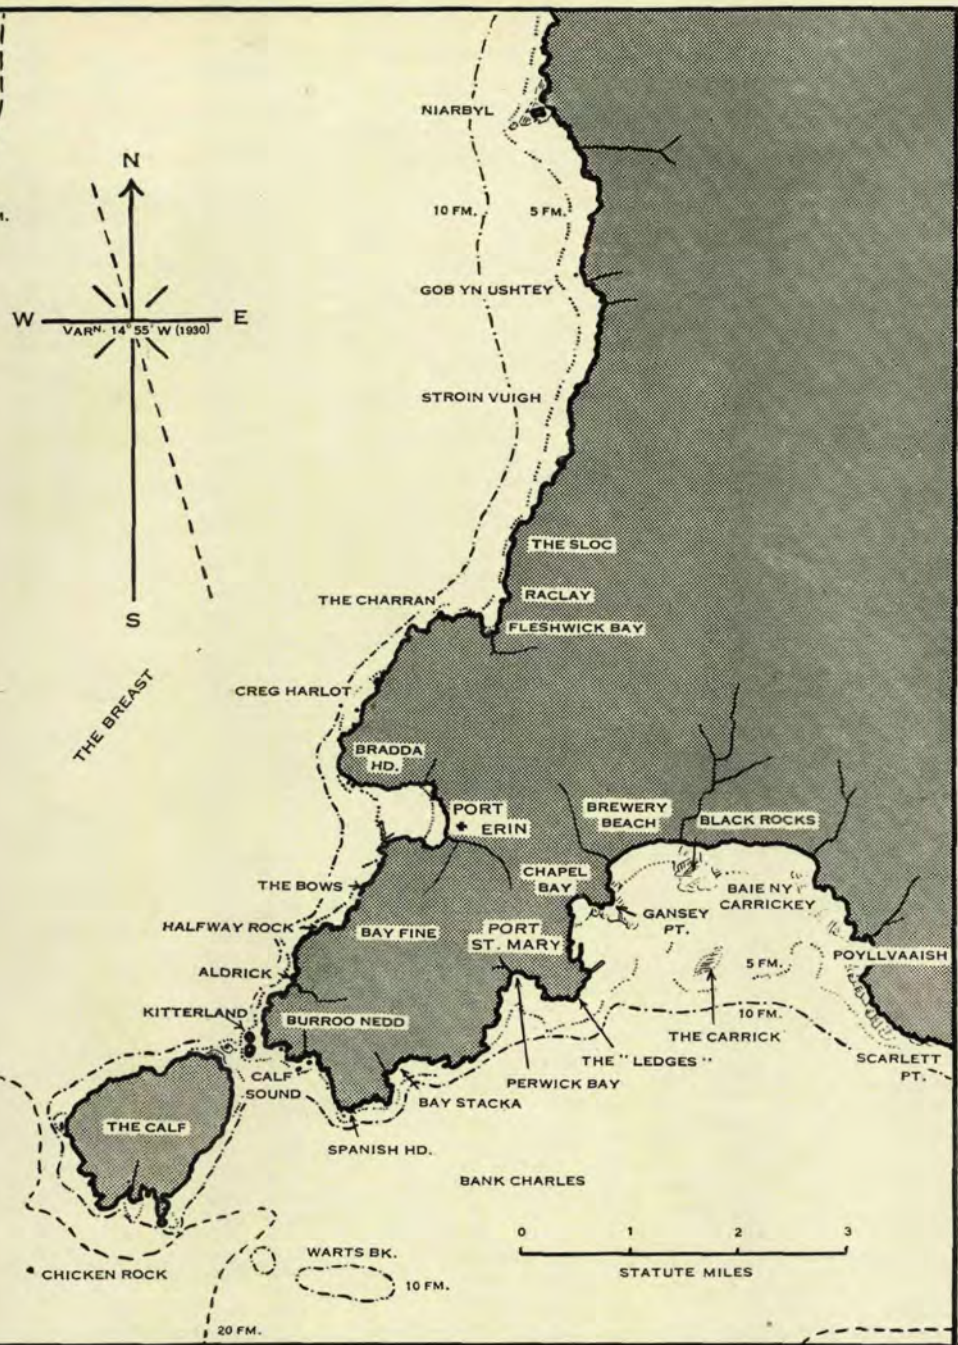 NIARBYL
N
10 FM.
5 FM.
M.
GOB YN USHTEY
W
E
VARN. 14° 55' W (1930)
STROIN VUIGH
THE SLOC
RACLAY
THE CHARRAN
S
FLESHWICK BAY
CREG HARLOT
THE BREAST
BRADDA
HD.
PORT
ERIN
BREWERY
BEACH
BLACK ROCKS
CHAPEL
BAY
THE BOWS
BAIE NY
CARRICKEY
GANSEY
PT.
HALFWAY ROCK
BAY FINE
PORT
ST. MARY
POYLLVAAISH
ALDRICK
5 FM.
KITTERLAND
BURROO NEDD
10 FM.
THE CARRICK
SCARLETT
PT.
THE "LEDGES"
CALF
SOUND
PERWICK BAY
BAY STACKA
THE CALF
SPANISH HD.
BANK CHARLES
0 1 2 3
STATUTE MILES
WARTS BK.
10 FM.
CHICKEN ROCK
20 FM.